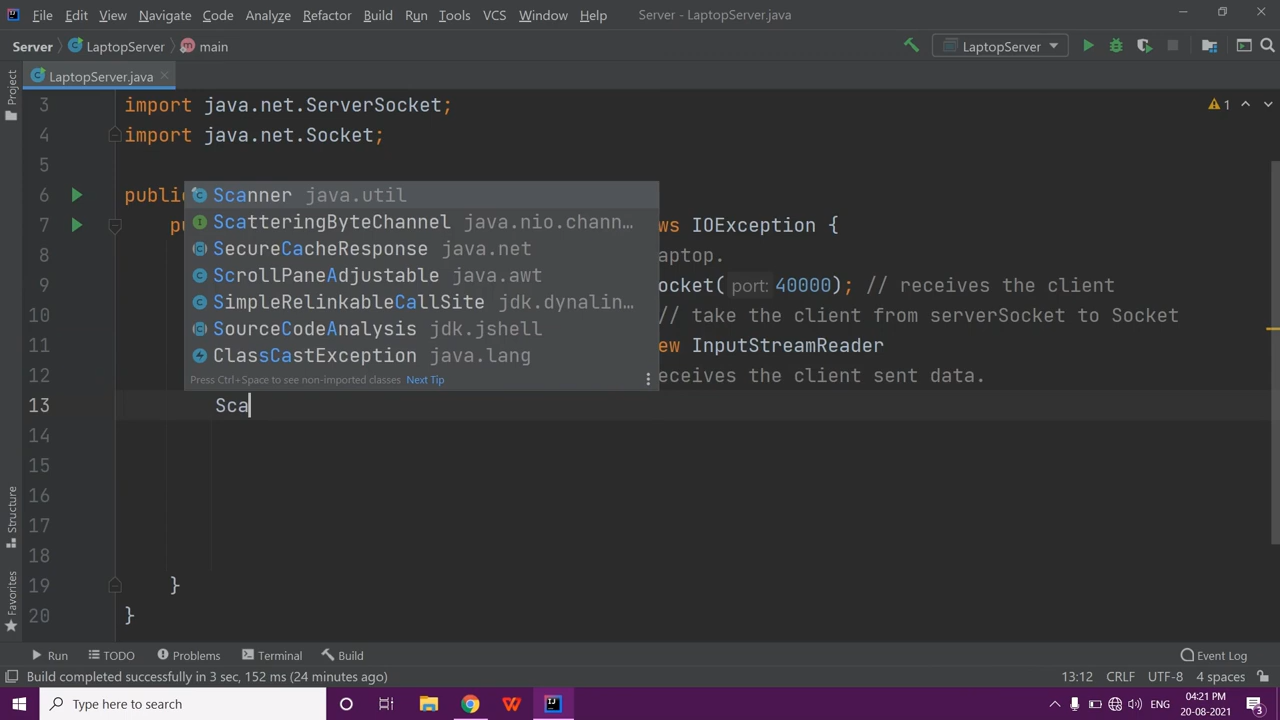 File Edit View Navigate Code Analyze Refactor Build Run Tools VCS Window Help Server - LaptopServer.java
Server LaptopServer main LaptopServer
Project LaptopServer.java
3 import java.net.ServerSocket;
1
4 import java.net.Socket;
5
6 publi
Scanner java.util
7 pu ws IOException {
ScatteringByteChannel java.nio.chann...
8 aptop.
SecureCacheResponse java.net
9 ocket( port: 40000); // receives the client
ScrollPaneAdjustable java.awt
10 // take the client from serverSocket to Socket
SimpleRelinkableCallSite jdk.dynalin...
SourceCodeAnalysis jdk.jshell
11 ew InputStreamReader
ClassCastException java.lang
12 eceives the client sent data.
Press Ctrl+Space to see non-imported classes Next Tip
13 Sca
14
15
16
17
18
19 }
20 }
Structure
Favorites
Run TODO Problems Terminal Build Event Log
Build completed successfully in 3 sec, 152 ms (24 minutes ago) 13:12 CRLF UTF-8 4 spaces
Type here to search ENG 04:21 PM
20-08-2021 3